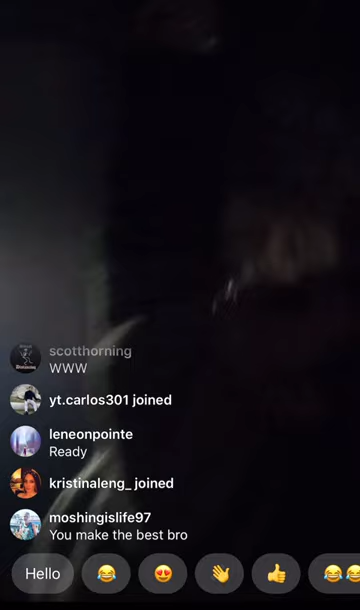 scotthorning
WWW
yt.carlos301 joined
leneonpointe
Ready
kristinaleng_ joined
moshingislife97
You make the best bro
Hello